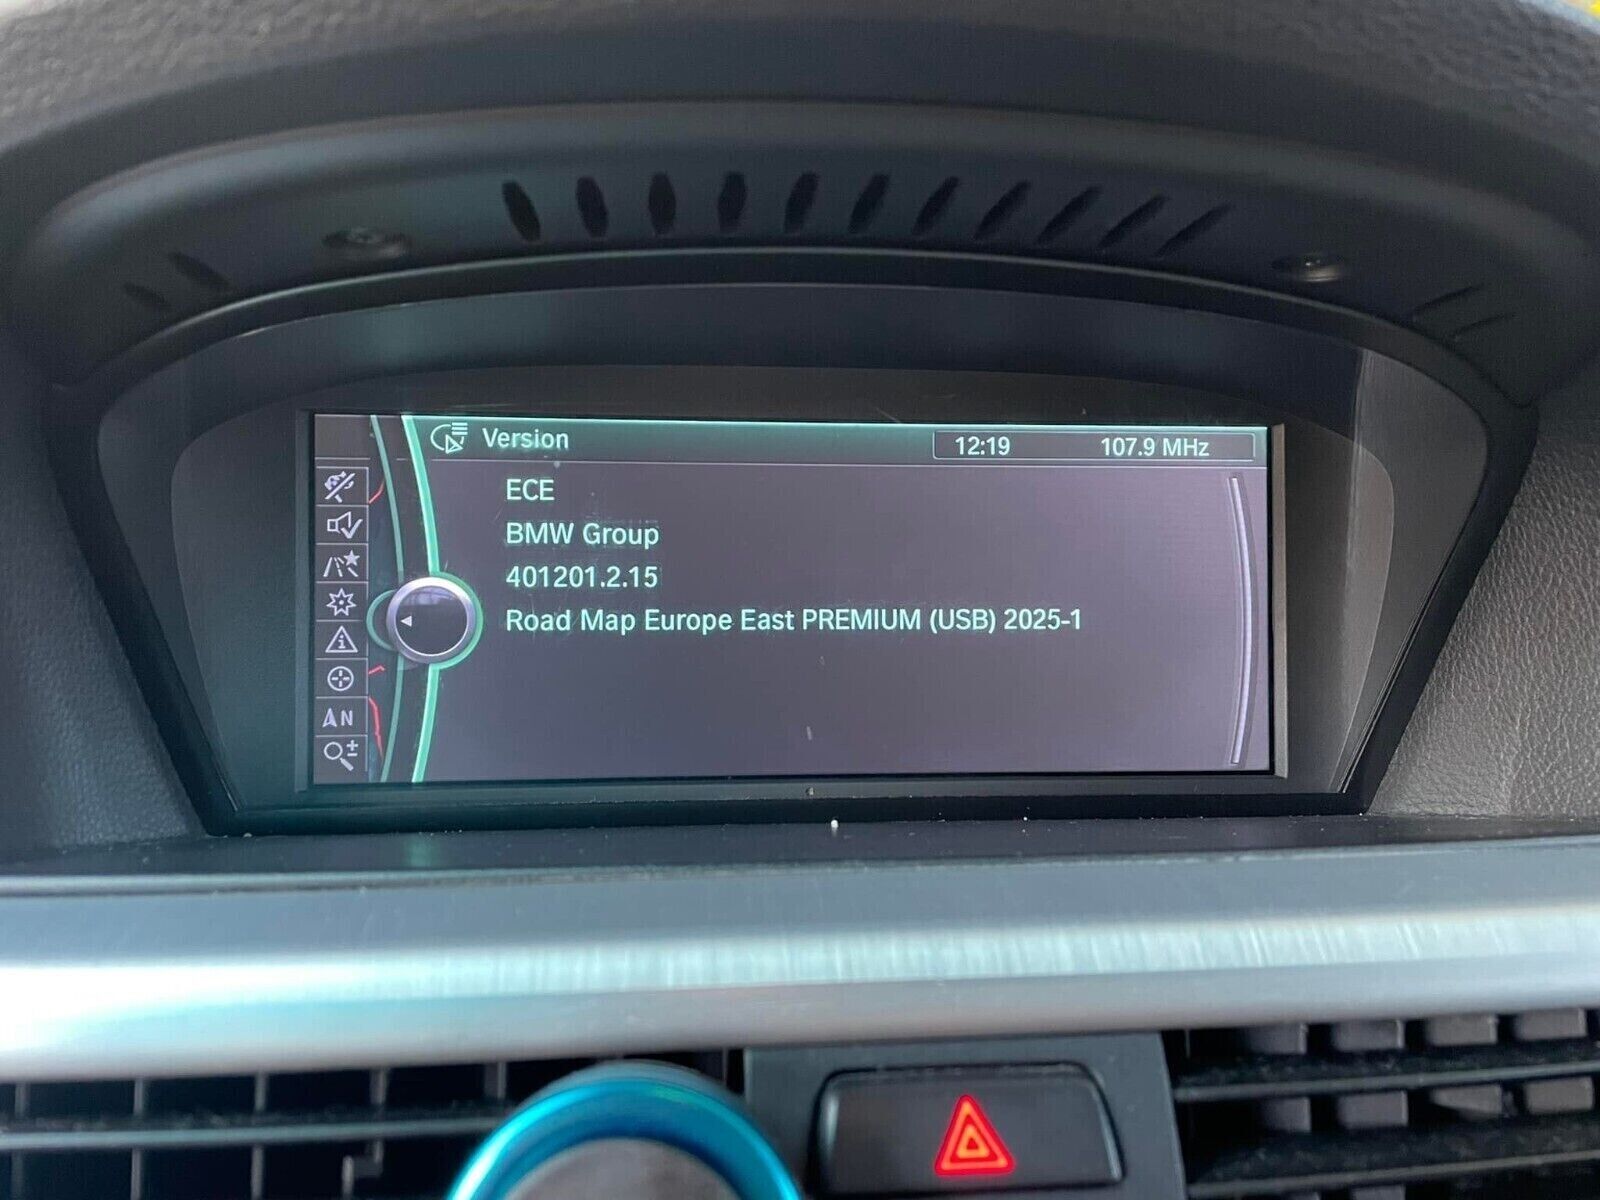 Version
12:19 107.9 MHz
ECE
BMW Group
401201.2.15
Road Map Europe East PREMIUM (USB) 2025-1
N